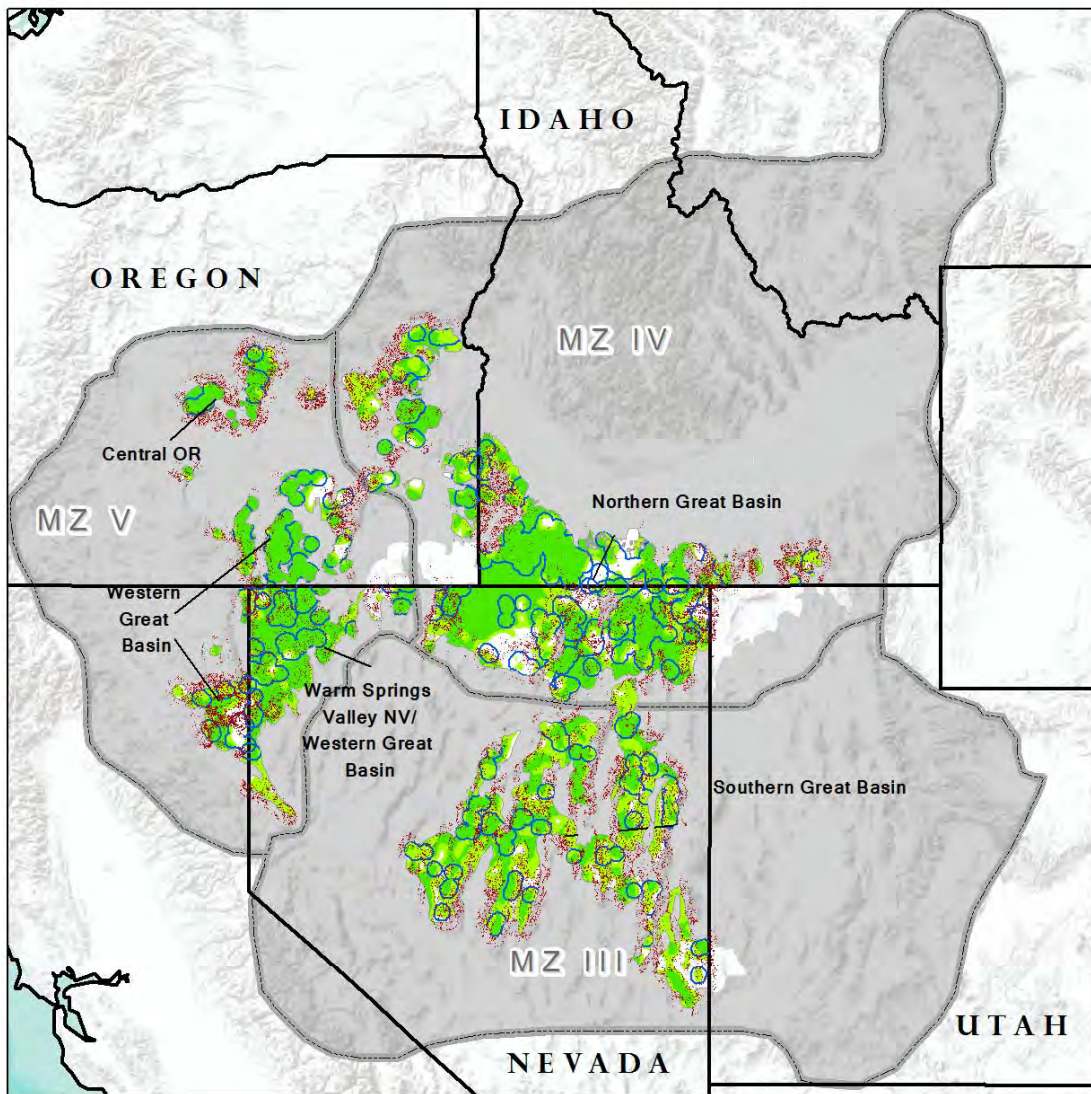 IDAHO
OREGON
MZ IV
Central OR
Northern Great Basin
MZ V
Western
Great
Basin
Warm Springs
Valley NV/
Western Great
Basin
Southern Great Basin
MZ III
UTAH
NEVADA